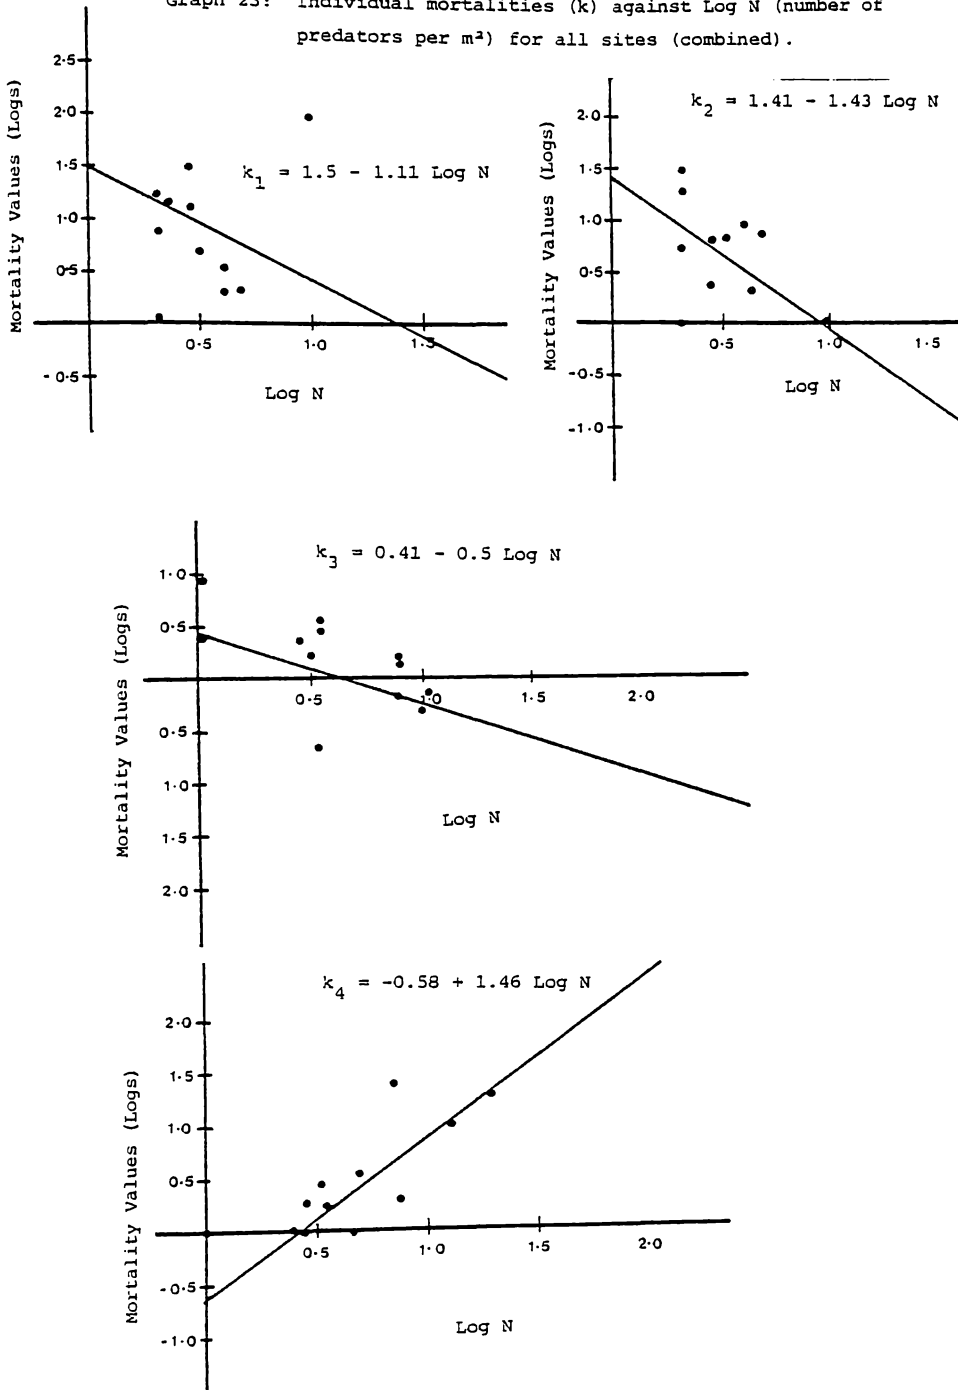 Graph 23: Individual mortalities (k) against Log N (number of
predators per m²) for all sites (combined).
Mortality Values (Logs)
2·5
2·0
1·5
1·0
0·5
-0·5
0·5 1·0 1·5
k1 = 1.5 - 1.11 Log N
Log N
Mortality Values (Logs)
2·0
1·5
1·0
0·5
-0·5
-1·0
0·5 1·0 1·5
k2 = 1.41 - 1.43 Log N
Log N
Mortality Values (Logs)
1·0
0·5
0·5
1·0
1·5
2·0
0·5 1·0 1·5 2·0
k3 = 0.41 - 0.5 Log N
Log N
Mortality Values (Logs)
2·0
1·5
1·0
0·5
-0·5
-1·0
0·5 1·0 1·5 2·0
k4 = -0.58 + 1.46 Log N
Log N